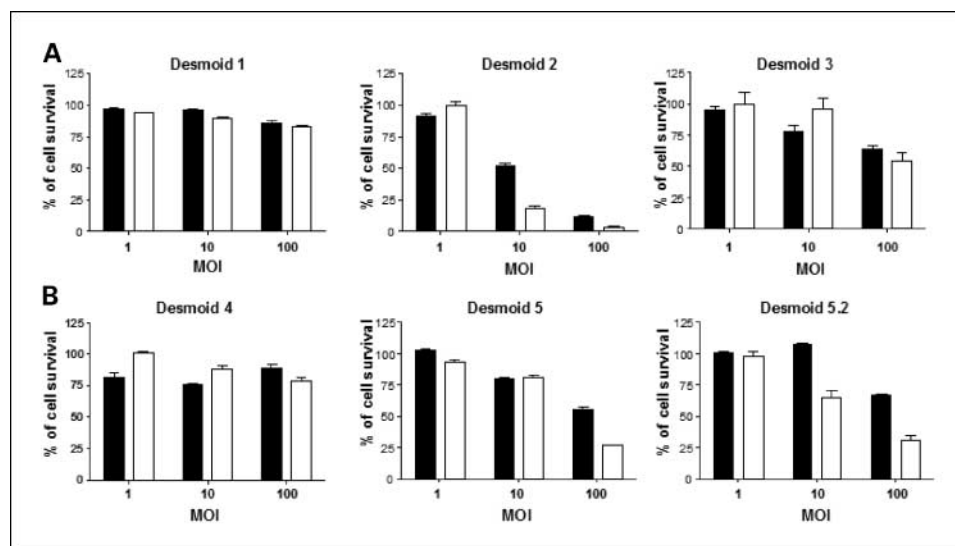 A
Desmoid 1
% of cell survival
125
100
75
50
25
0
1 10 100
MOI
Desmoid 2
% of cell survival
125
100
75
50
25
0
1 10 100
MOI
Desmoid 3
% of cell survival
125
100
75
50
25
0
1 10 100
MOI
B
Desmoid 4
% of cell survival
125
100
75
50
25
0
1 10 100
MOI
Desmoid 5
% of cell survival
125
100
75
50
25
0
1 10 100
MOI
Desmoid 5.2
% of cell survival
125
100
75
50
25
0
1 10 100
MOI